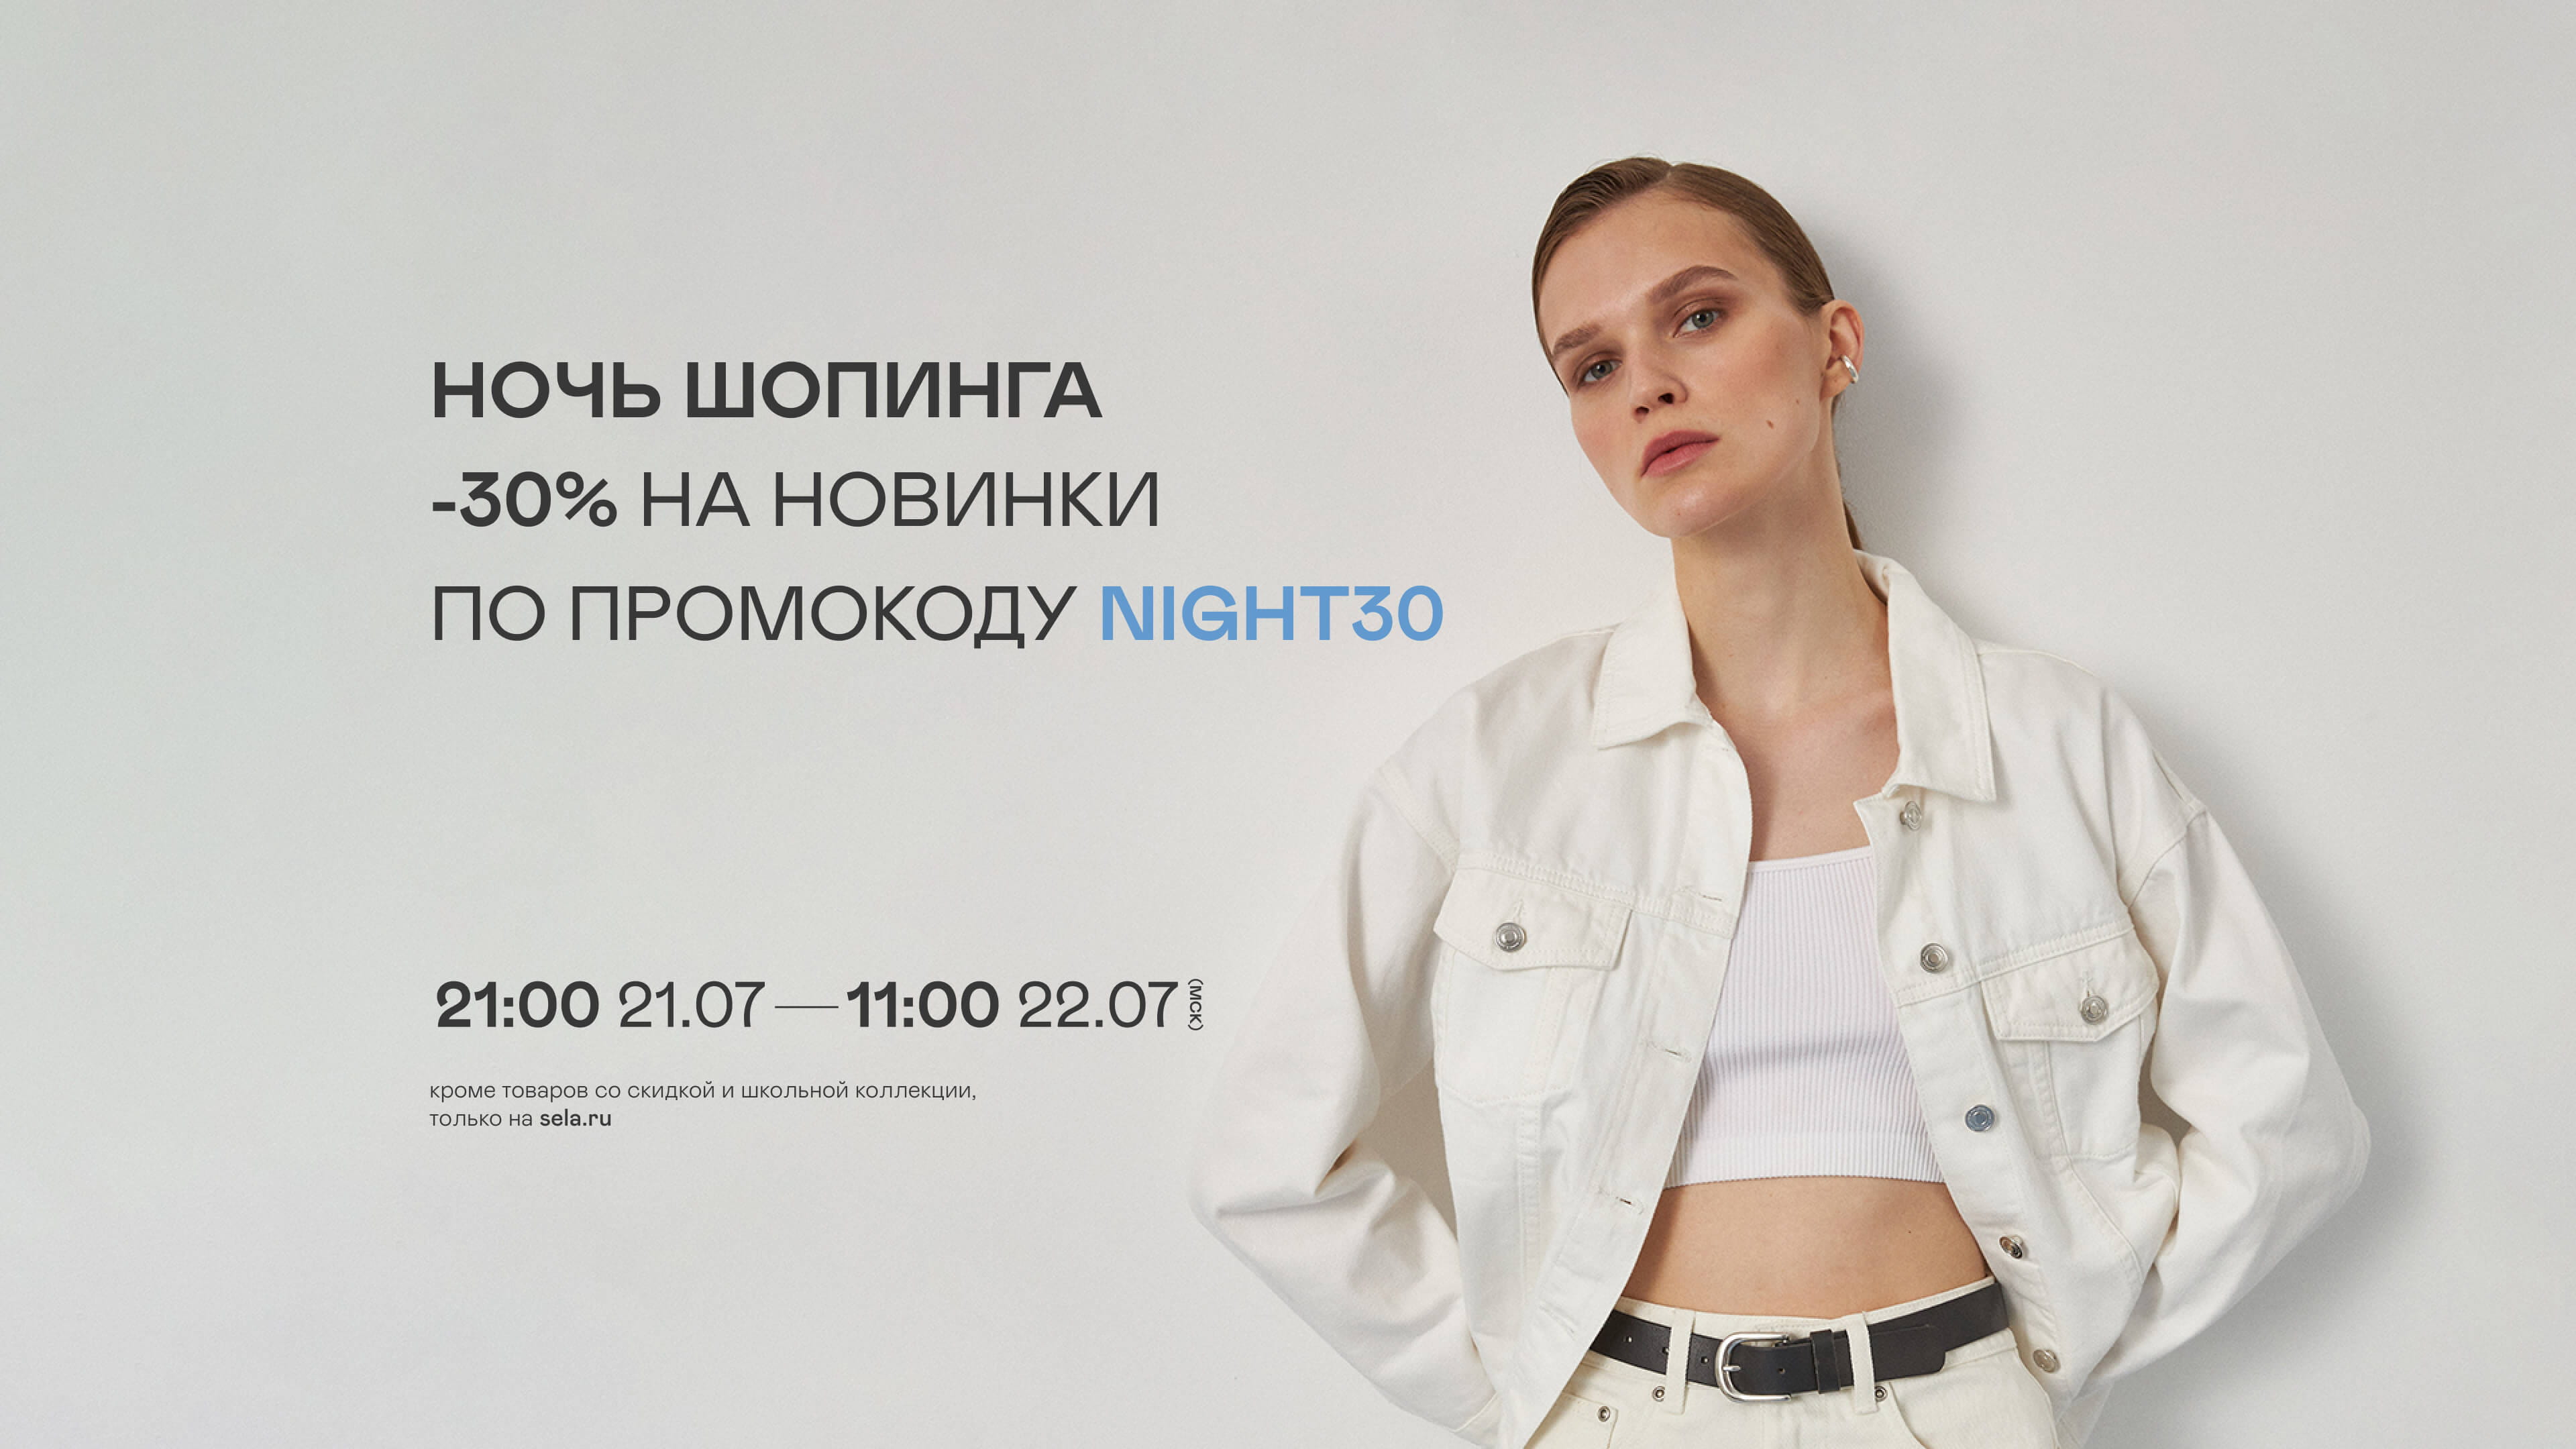 НОЧЬ ШОПИНГА
-30% НА НОВИНКИ
ПО ПРОМОКОДУ NIGHT30
21:00 21.07 — 11:00 22.07 (МСК)
кроме товаров со скидкой и школьной коллекции,
только на sela.ru